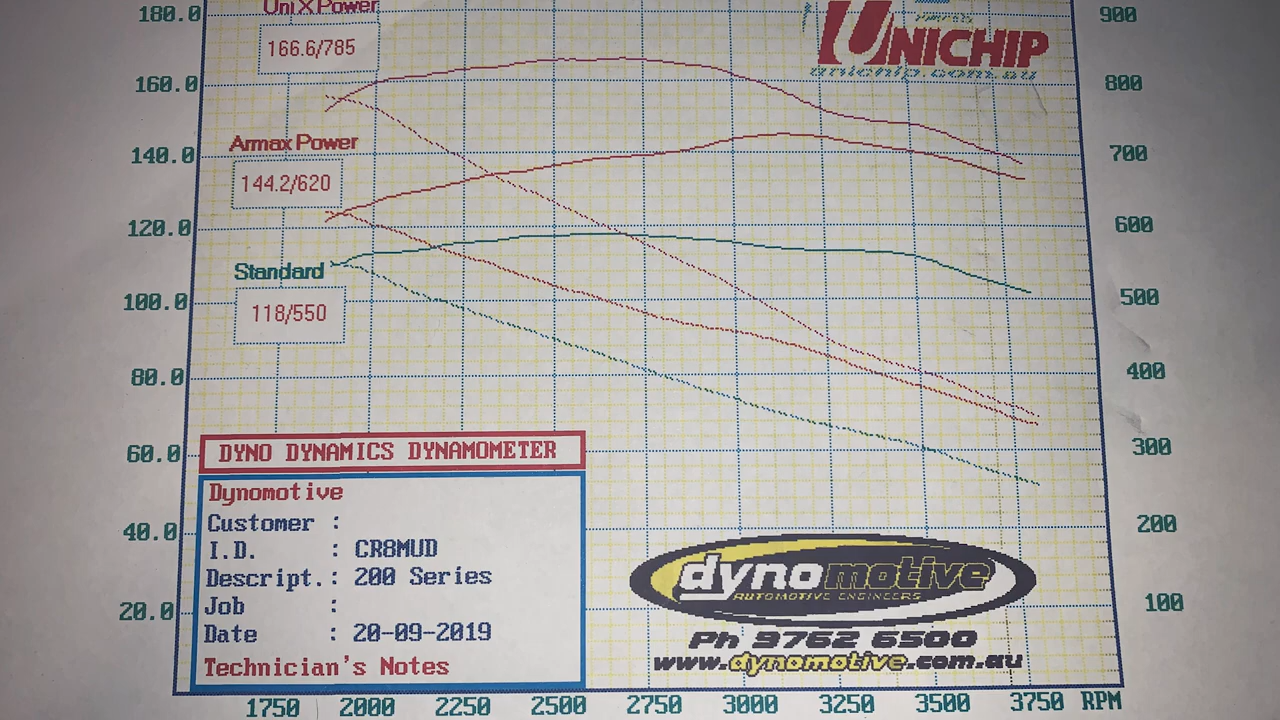 180.0
160.0
140.0
120.0
100.0
80.0
60.0
40.0
20.0
Uni X Power
166.6/785
Armax Power
144.2/620
Standard
118/550
UNICHIP
unichip.com.au
900
800
700
600
500
400
300
200
100
DYNO DYNAMICS DYNAMOMETER
Dynomotive
Customer :
I.D. : CR8MUD
Descript.: 200 Series
Job :
Date : 20-09-2019
Technician's Notes
dynomotive
AUTOMOTIVE ENGINEERS
Ph 9762 6500
www.dynomotive.com.au
1750 2000 2250 2500 2750 3000 3250 3500 3750 RPM